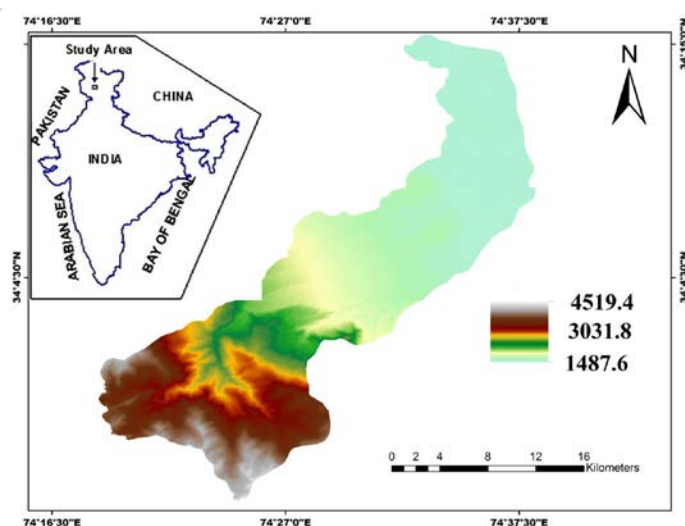 74°16'30"E 74°27'0"E 74°37'30"E
Study Area
CHINA
PAKISTAN
INDIA
ARABIAN SEA
BAY OF BENGAL
N
34°4'30"N
34°4'30"N
4519.4
3031.8
1487.6
0 2 4 8 12 16
Kilometers
74°16'30"E 74°27'0"E 74°37'30"E